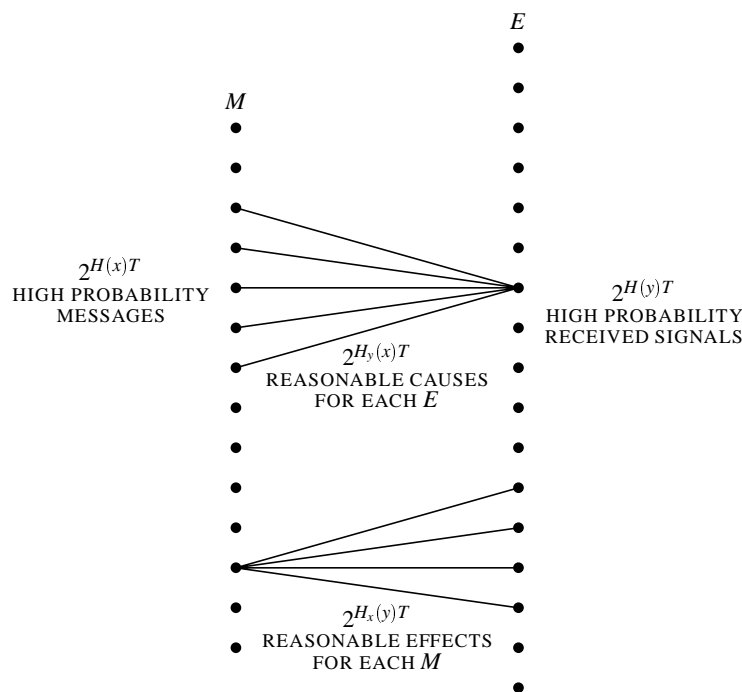 E
M
2^{H(x)T}
HIGH PROBABILITY
MESSAGES
2^{H(y)T}
HIGH PROBABILITY
RECEIVED SIGNALS
2^{H_y(x)T}
REASONABLE CAUSES
FOR EACH E
2^{H_x(y)T}
REASONABLE EFFECTS
FOR EACH M